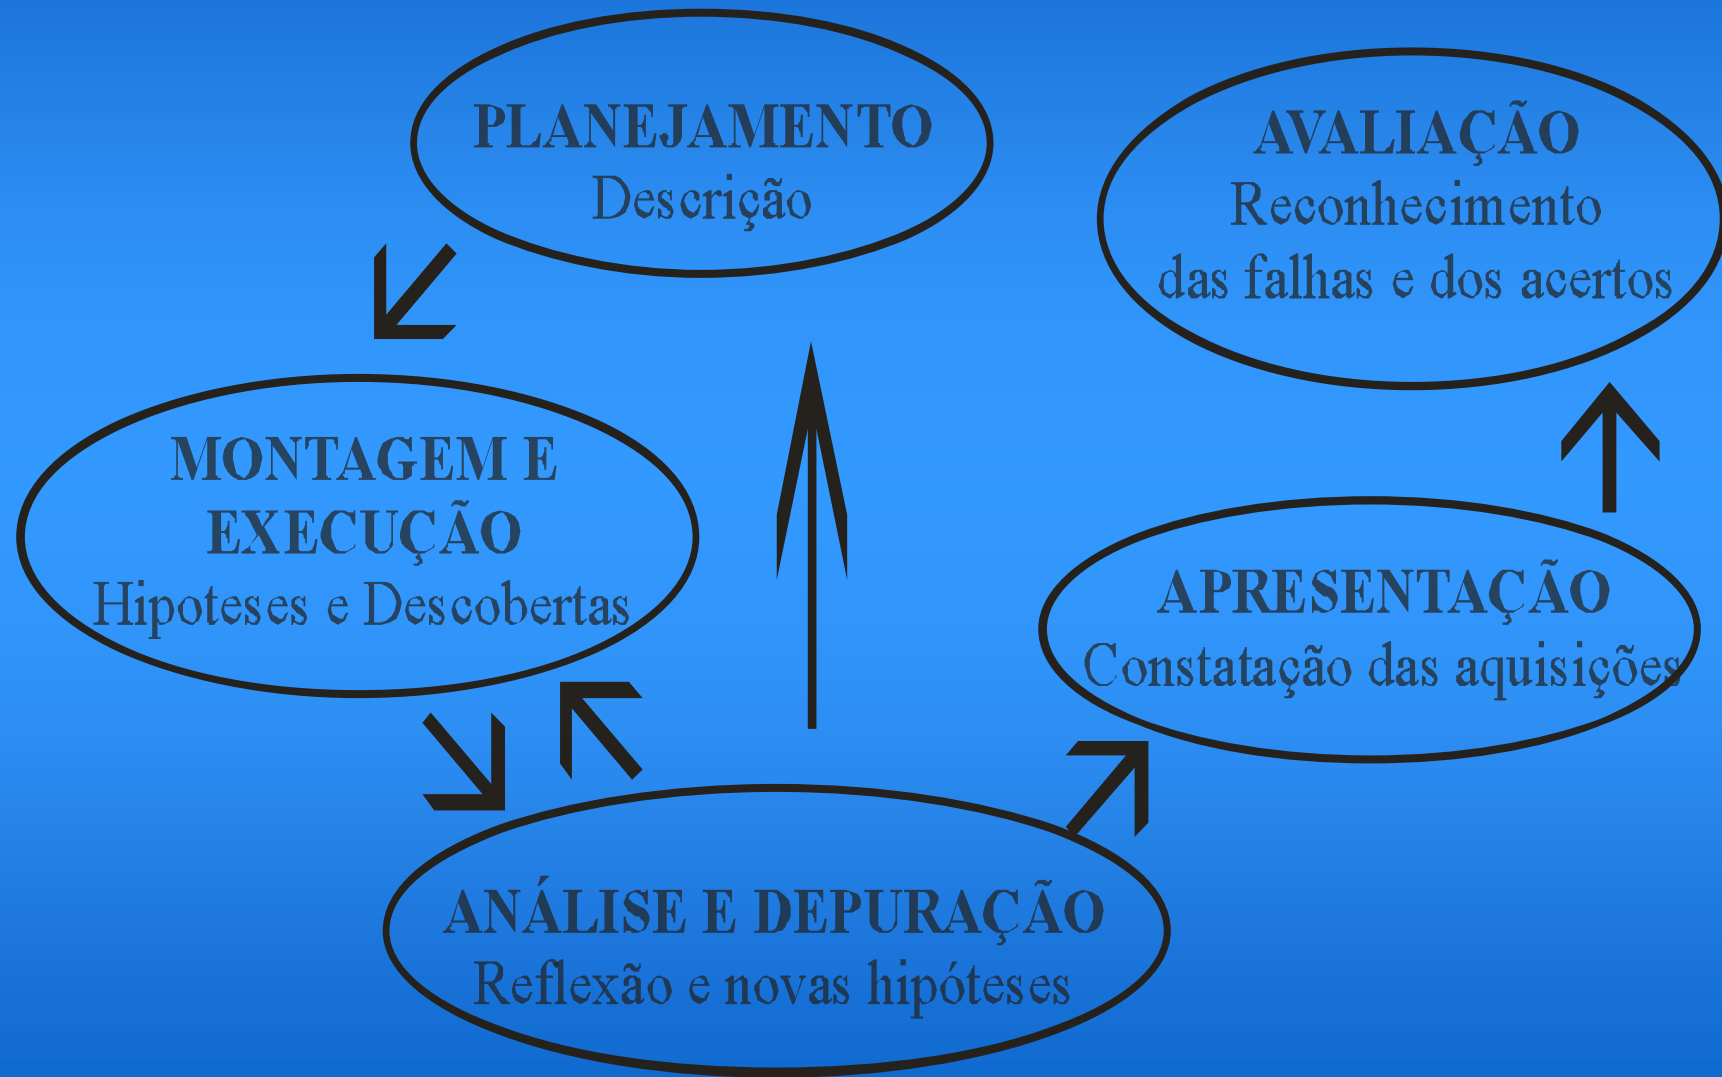 PLANEJAMENTO
Descrição
MONTAGEM E
EXECUÇÃO
Hipoteses e Descobertas
ANÁLISE E DEPURAÇÃO
Reflexão e novas hipóteses
APRESENTAÇÃO
Constatação das aquisições
AVALIAÇÃO
Reconhecimento
das falhas e dos acertos